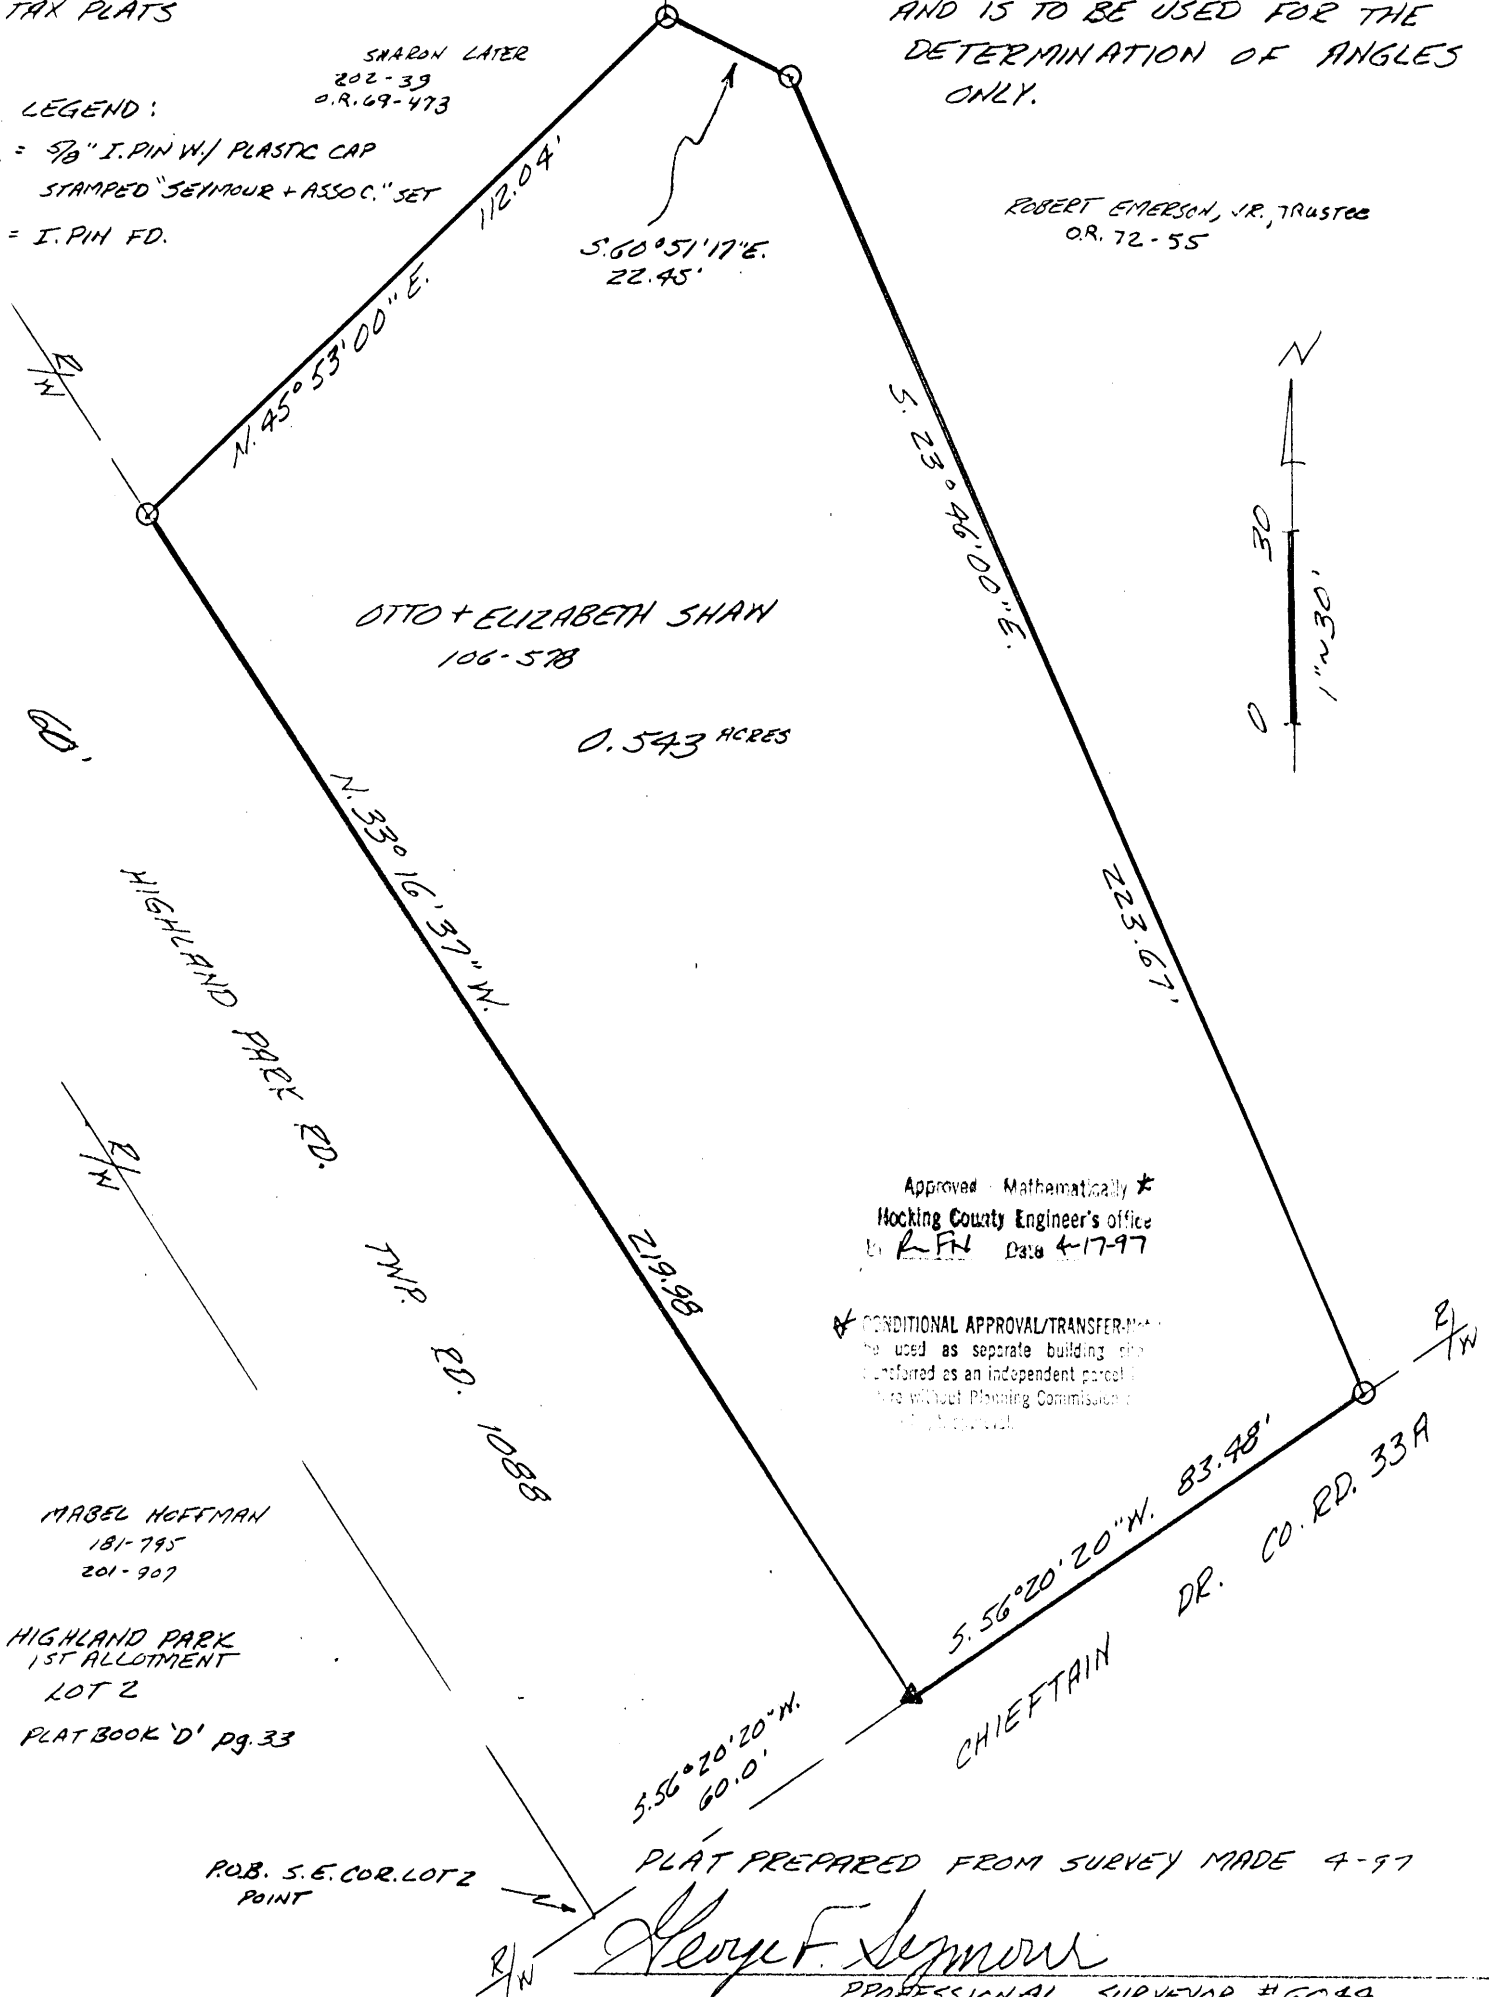 TAX PLATS
AND IS TO BE USED FOR THE
DETERMINATION OF ANGLES
ONLY.
SHARON LATER
202-39
O.R. 69-473
LEGEND:
= 5/8" I. PIN W/ PLASTIC CAP
STAMPED "SEYMOUR + ASSOC." SET
= I. PIN FD.
112.04'
N. 45° 53' 00" E.
S. 60° 51' 17" E.
22.45'
ROBERT EMERSON, JR., TRUSTEE
O.R. 72-55
R/W
N
30
0
1" ~ 30'
S. 23° 46' 00" E.
223.67'
OTTO + ELIZABETH SHAW
106-578
0.543 ACRES
60'
N. 33° 16' 37" W.
219.98
HIGHLAND PARK RD. TWP. RD. 1088
R/W
Approved Mathematically *
Hocking County Engineer's office
Date 4-17-97
CONDITIONAL APPROVAL/TRANSFER-
be used as separate building
transferred as an independent parcel
without Planning Commission
R/W
S. 56° 20' 20" W. 83.48'
CHIEFTAIN DR. CO. RD. 33A
MABEL HOFFMAN
181-795
201-907
HIGHLAND PARK
1ST ALLOTMENT
LOT 2
PLAT BOOK 'D' pg. 33
S. 56° 20' 20" W.
60.0'
P.O.B. S.E. COR. LOT 2
POINT
PLAT PREPARED FROM SURVEY MADE 4-97
George F. Seymour
R/W
PROFESSIONAL SURVEYOR #6044